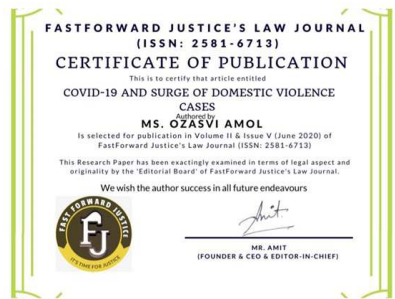 FASTFORWARD JUSTICE'S LAW JOURNAL
(ISSN: 2581-6713)
CERTIFICATE OF PUBLICATION
This is to certify that article entitled
COVID-19 AND SURGE OF DOMESTIC VIOLENCE
CASES
Authored by
MS. OZASVI AMOL
Is selected for publication in Volume II & Issue V (June 2020) of
FastForward Justice's Law Journal (ISSN: 2581-6713)
This Research Paper has been exactingly examined in terms of legal aspect and
originality by the 'Editorial Board' of FastForward Justice's Law Journal.
We wish the author success in all future endeavours
FAST FORWARD JUSTICE
FJ
IT'S TIME FOR JUSTICE
Amit.
MR. AMIT
(FOUNDER & CEO & EDITOR-IN-CHIEF)